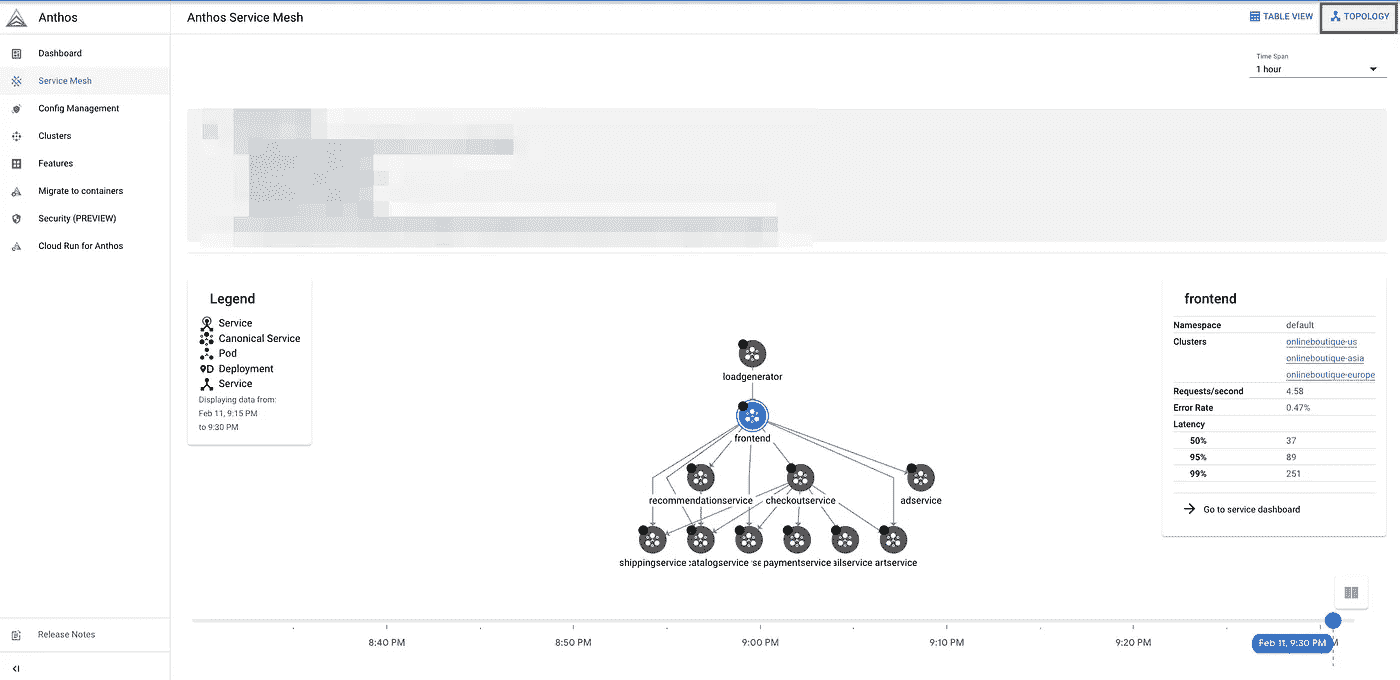 Anthos
Anthos Service Mesh
TABLE VIEW
TOPOLOGY
Dashboard
Service Mesh
Config Management
Clusters
Features
Migrate to containers
Security (PREVIEW)
Cloud Run for Anthos
Release Notes
Time Span
1 hour
Legend
Service
Canonical Service
Pod
Deployment
Service
Displaying data from:
Feb 11, 9:15 PM
to 9:30 PM
loadgenerator
frontend
recommendationservice
checkoutservice
adservice
shippingservice
catalogservice
paymentservice
ailservice
artservice
frontend
Namespace default
Clusters onlineboutique-us
onlineboutique-asia
onlineboutique-europe
Requests/second 4.58
Error Rate 0.47%
Latency
50% 37
95% 89
99% 251
Go to service dashboard
8:40 PM
8:50 PM
9:00 PM
9:10 PM
9:20 PM
Feb 11, 9:30 PM